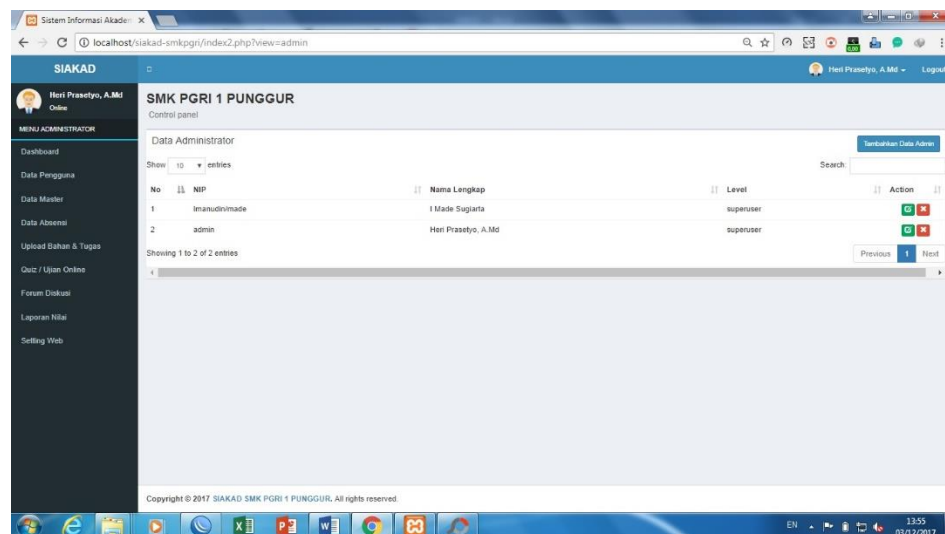 Sistem Informasi Akaden
localhost/siakad-smkpgri/index2.php?view=admin
SIAKAD
Heri Prasetyo, A.Md
Logout
Heri Prasetyo, A.Md
Online
SMK PGRI 1 PUNGGUR
Control panel
MENU ADMINISTRATOR
Dashboard
Data Pengguna
Data Master
Data Absensi
Upload Bahan & Tugas
Quiz / Ujian Online
Forum Diskusi
Laporan Nilai
Setting Web
Data Administrator
Tambahkan Data Admin
Show 10 entries
Search:
No NIP Nama Lengkap Level Action
1 Imanudin/made I Made Sugiarta superuser
2 admin Heri Prasetyo, A.Md superuser
Showing 1 to 2 of 2 entries
Previous 1 Next
Copyright © 2017 SIAKAD SMK PGRI 1 PUNGGUR. All rights reserved.
EN
13:55
03/12/2017